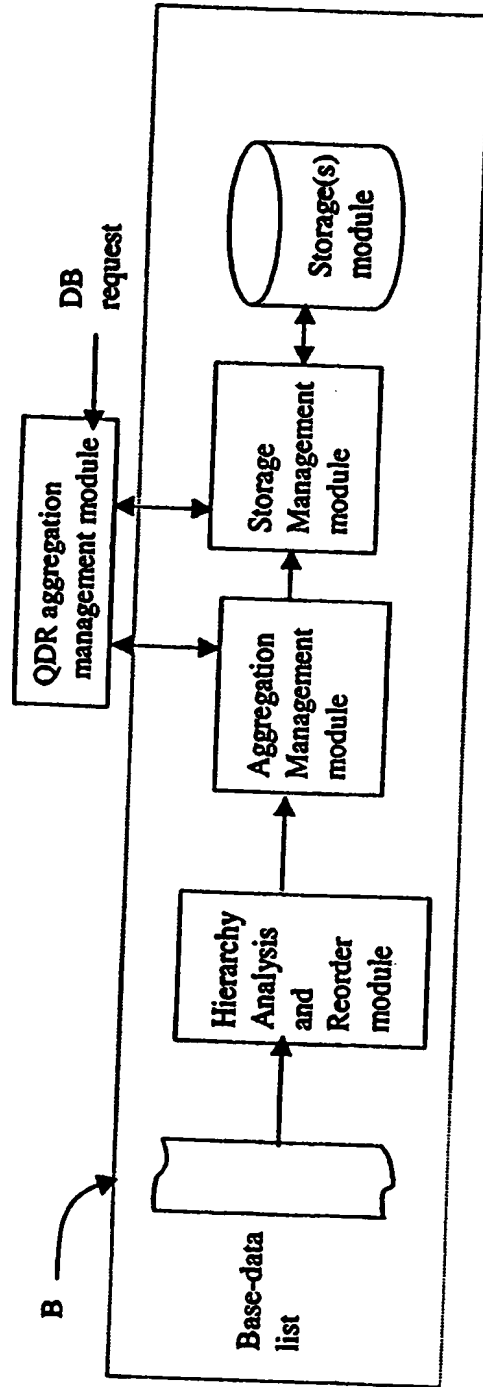 B
QDR aggregation
management module
DB
request
Base-data
list
Hierarchy
Analysis
and
Reorder
module
Aggregation
Management
module
Storage
Management
module
Storage(s)
module